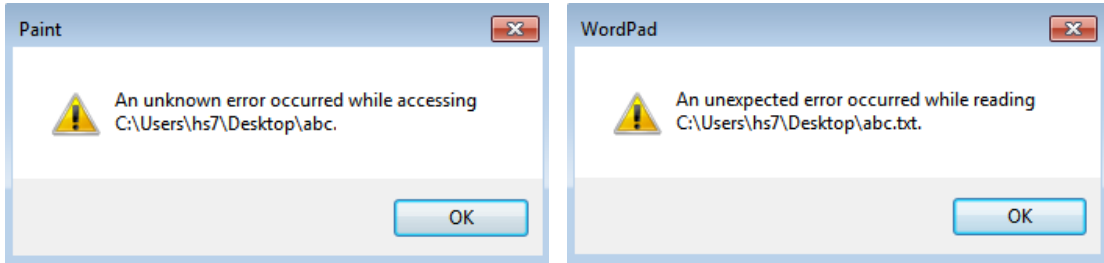 Paint
An unknown error occurred while accessing
C:\Users\hs7\Desktop\abc.
OK
WordPad
An unexpected error occurred while reading
C:\Users\hs7\Desktop\abc.txt.
OK